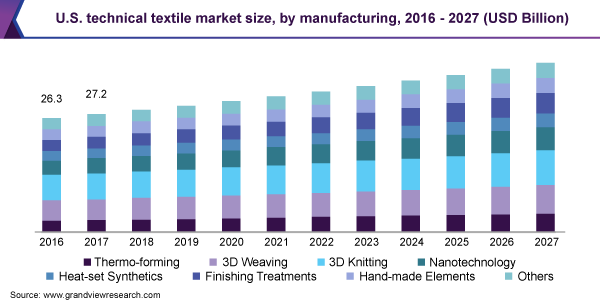 U.S. technical textile market size, by manufacturing, 2016 - 2027 (USD Billion)
26.3
27.2
2016 2017 2018 2019 2020 2021 2022 2023 2024 2025 2026 2027
Thermo-forming 3D Weaving 3D Knitting Nanotechnology
Heat-set Synthetics Finishing Treatments Hand-made Elements Others
Source: www.grandviewresearch.com